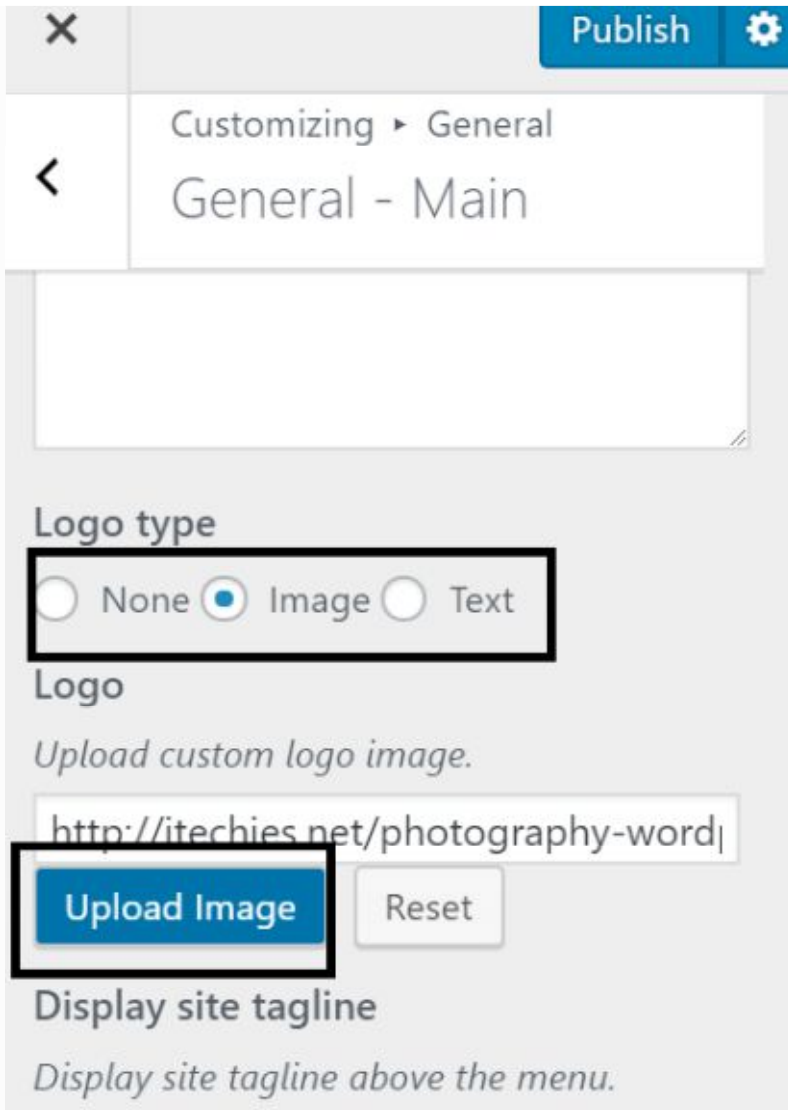 Publish
Customizing ▸ General
General - Main
Logo type
None Image Text
Logo
Upload custom logo image.
http://itechies.net/photography-word
Upload Image Reset
Display site tagline
Display site tagline above the menu.